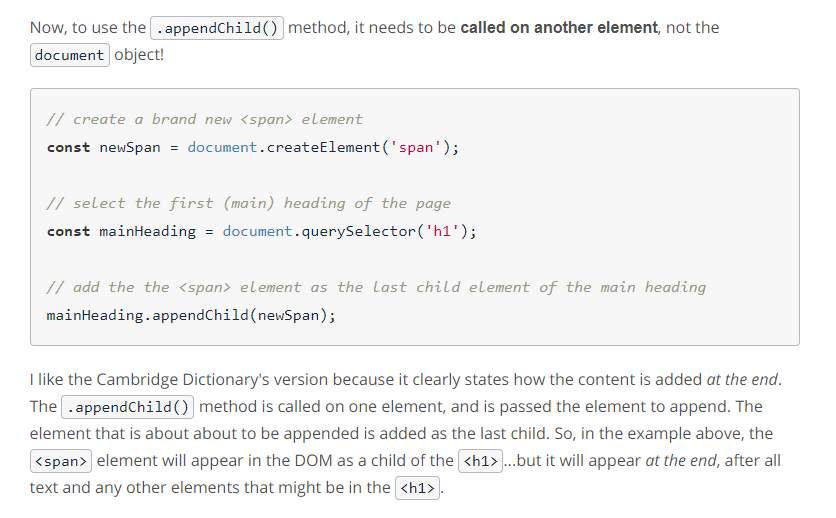 Now, to use the .appendChild() method, it needs to be called on another element, not the
document object!
// create a brand new <span> element
const newSpan = document.createElement('span');
// select the first (main) heading of the page
const mainHeading = document.querySelector('h1');
// add the the <span> element as the last child element of the main heading
mainHeading.appendChild(newSpan);
I like the Cambridge Dictionary's version because it clearly states how the content is added at the end.
The .appendChild() method is called on one element, and is passed the element to append. The
element that is about about to be appended is added as the last child. So, in the example above, the
<span> element will appear in the DOM as a child of the <h1>...but it will appear at the end, after all
text and any other elements that might be in the <h1>.